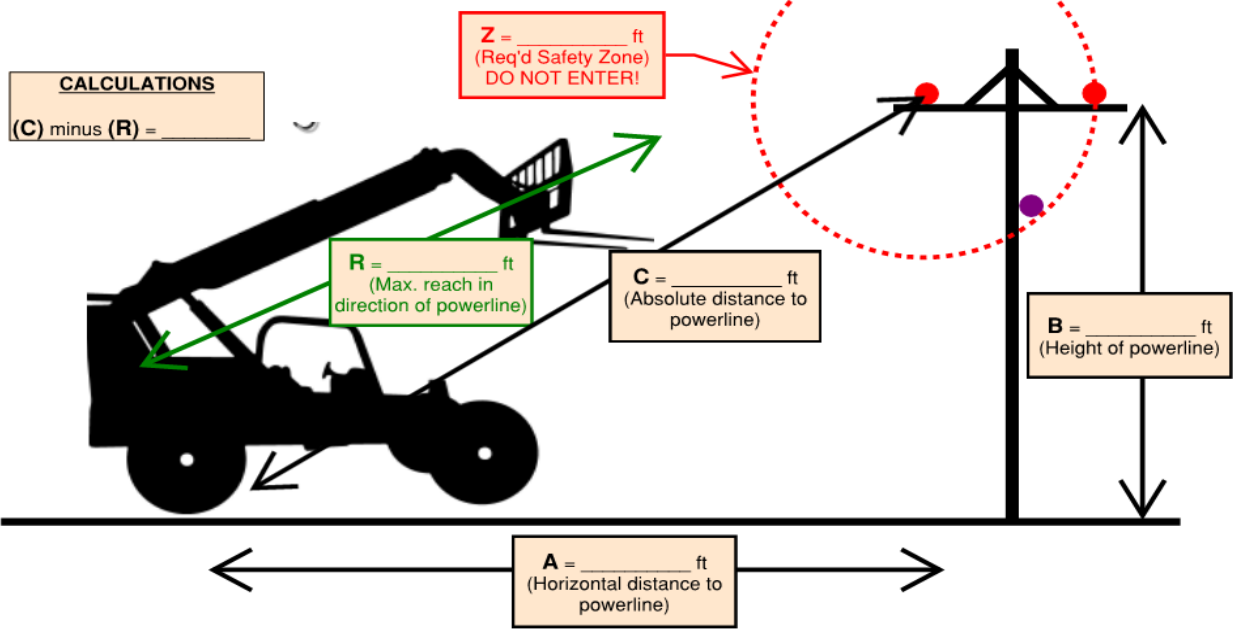 Z = __________ ft
(Req'd Safety Zone)
DO NOT ENTER!
CALCULATIONS
(C) minus (R) = ________
R = __________ ft
(Max. reach in
direction of powerline)
C = __________ ft
(Absolute distance to
powerline)
B = __________ ft
(Height of powerline)
A = __________ ft
(Horizontal distance to
powerline)